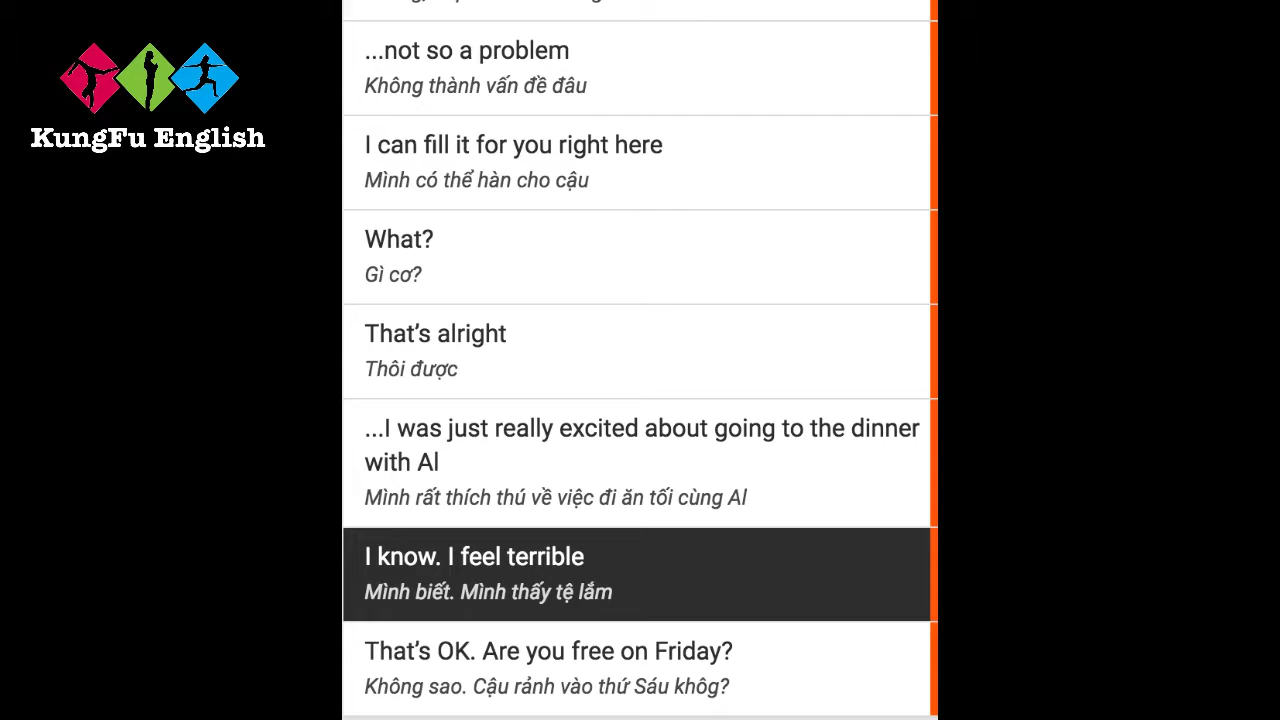 KungFu English
...not so a problem
Không thành vấn đề đâu
I can fill it for you right here
Mình có thể hàn cho cậu
What?
Gì cơ?
That's alright
Thôi được
...I was just really excited about going to the dinner
with Al
Mình rất thích thú về việc đi ăn tối cùng Al
I know. I feel terrible
Mình biết. Mình thấy tệ lắm
That's OK. Are you free on Friday?
Không sao. Cậu rảnh vào thứ Sáu khôg?